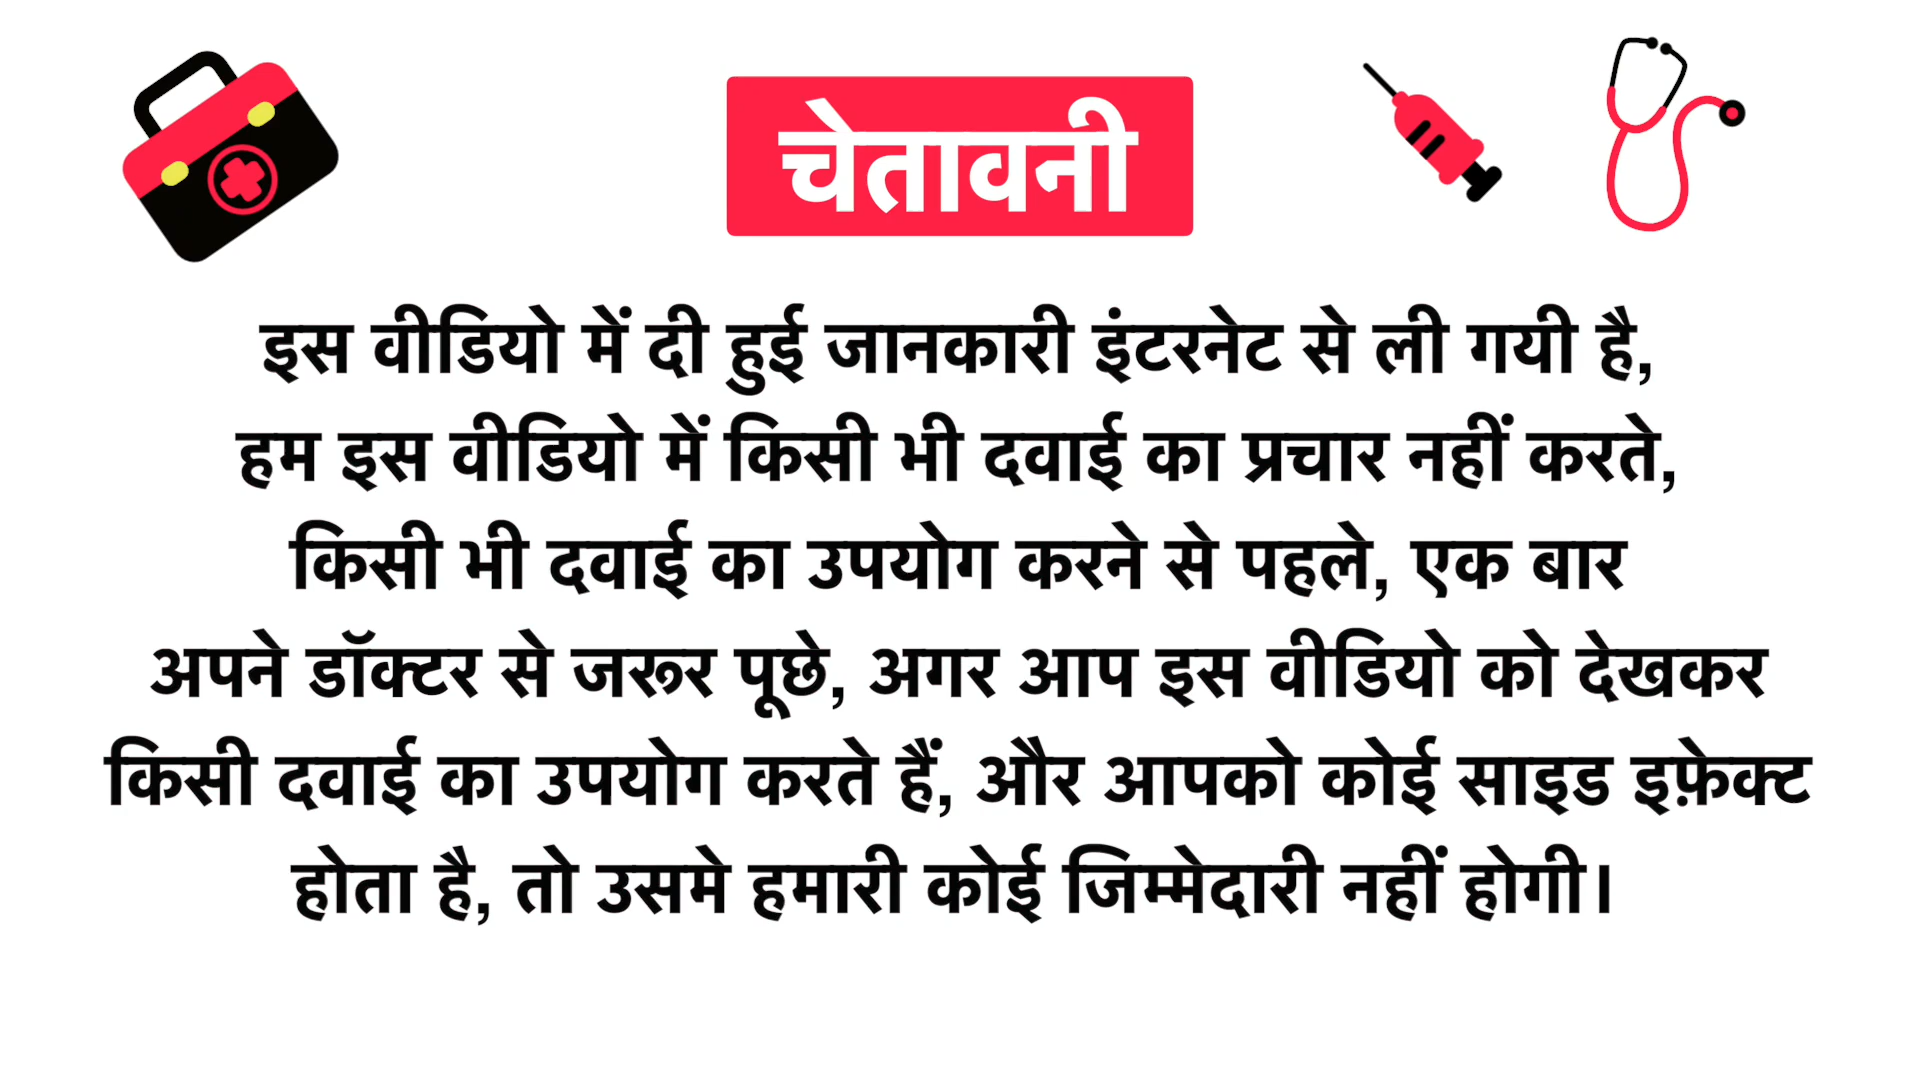 चेतावनी
इस वीडियो में दी हुई जानकारी इंटरनेट से ली गयी है,
हम इस वीडियो में किसी भी दवाई का प्रचार नहीं करते,
किसी भी दवाई का उपयोग करने से पहले, एक बार
अपने डॉक्टर से जरूर पूछे, अगर आप इस वीडियो को देखकर
किसी दवाई का उपयोग करते हैं, और आपको कोई साइड इफ़ेक्ट
होता है, तो उसमे हमारी कोई जिम्मेदारी नहीं होगी।